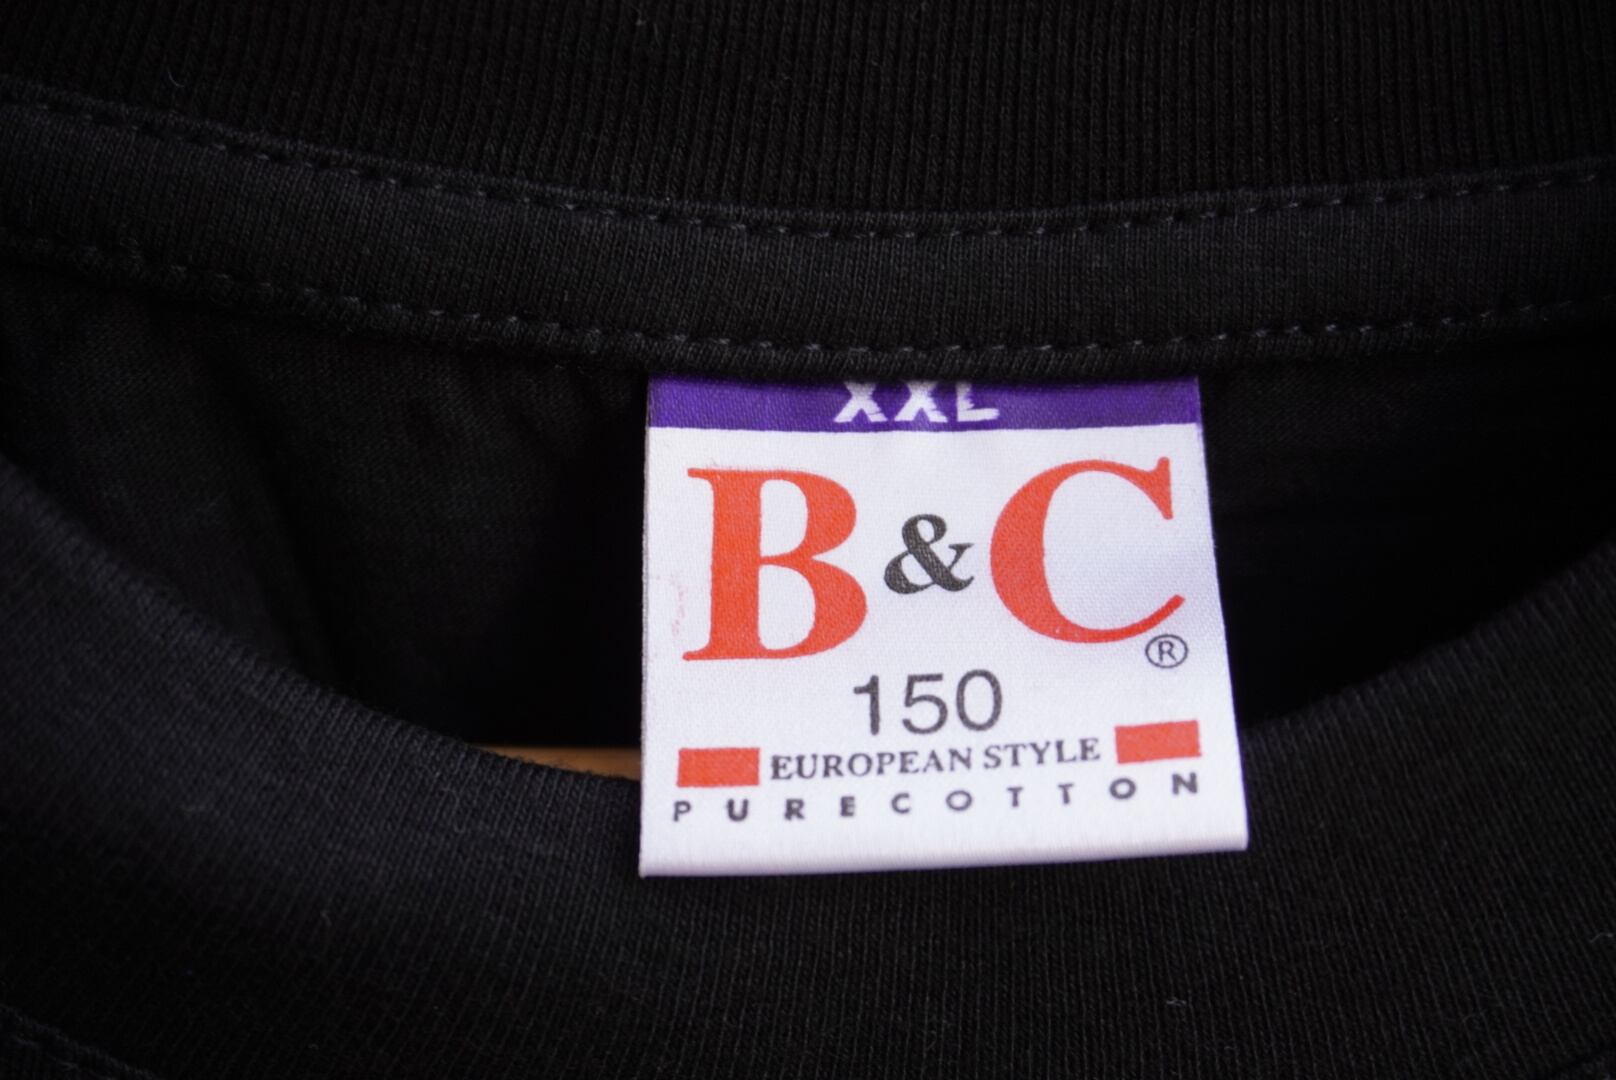 XXL
B&C
®
150
EUROPEAN STYLE
PURECOTTON